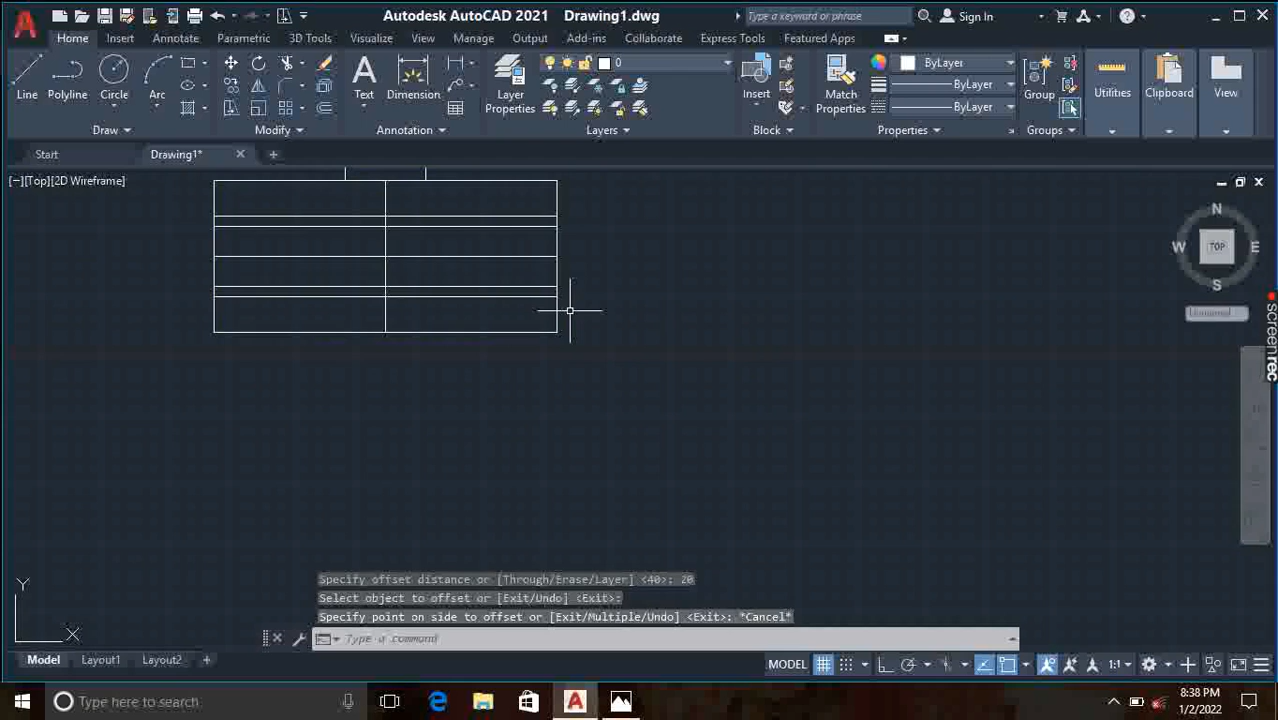 Autodesk AutoCAD 2021 Drawing1.dwg
Type a keyword or phrase
Sign In
Home Insert Annotate Parametric 3D Tools Visualize View Manage Output Add-ins Collaborate Express Tools Featured Apps
Line Polyline Circle Arc Text Dimension Layer Properties Insert Match Properties Group Utilities Clipboard View
0
ByLayer
ByLayer
ByLayer
Draw Modify Annotation Layers Block Properties Groups
Start Drawing1*
[−][Top][2D Wireframe]
N
W TOP E
S
Unnamed
screenrec
Specify offset distance or [Through/Erase/Layer] <40>: 20
Select object to offset or [Exit/Undo] <Exit>:
Specify point on side to offset or [Exit/Multiple/Undo] <Exit>: *Cancel*
Type a command
Y
X
Model Layout1 Layout2 +
MODEL 1:1
Type here to search
8:38 PM
1/2/2022